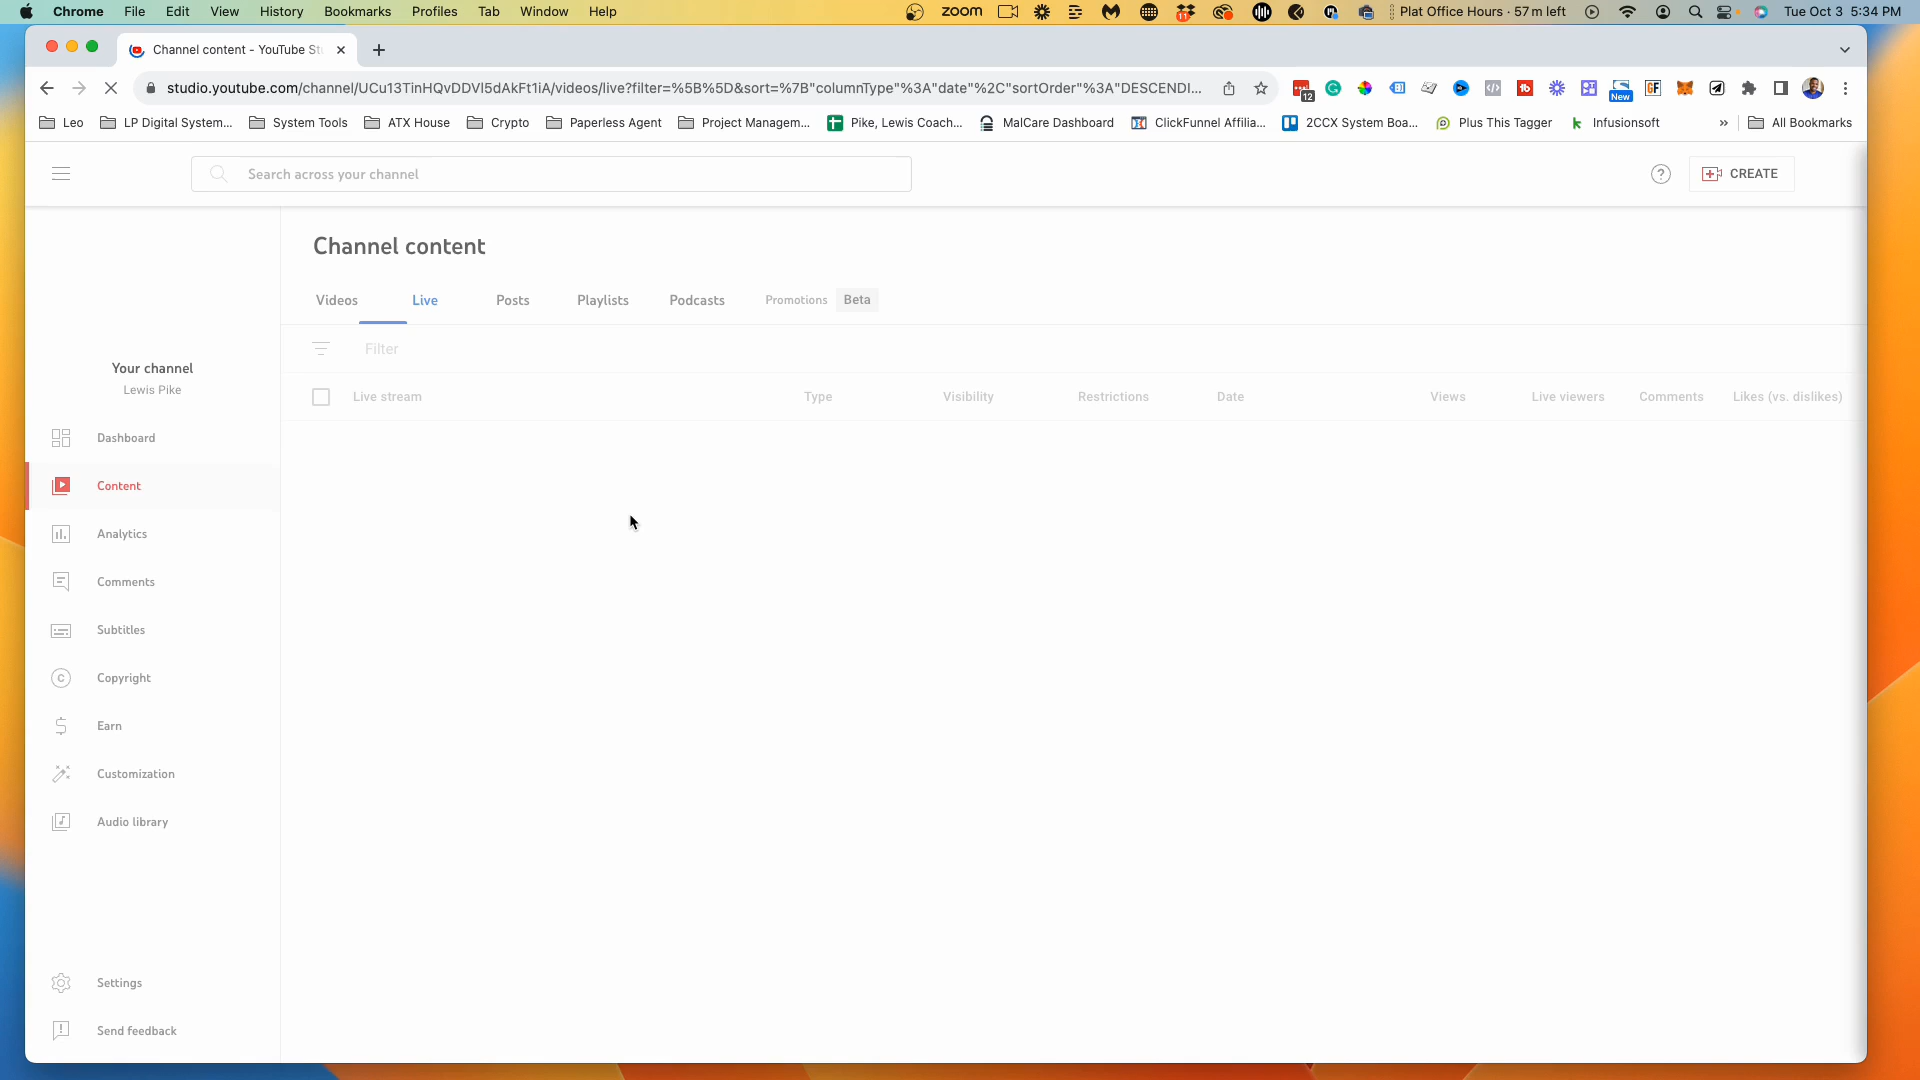 Chrome File Edit View History Bookmarks Profiles Tab Window Help zoom 11 Plat Office Hours · 57 m left Tue Oct 3 5:34 PM
Channel content - YouTube St
studio.youtube.com/channel/UCu13TinHQvDDVI5dAkFt1iA/videos/live?filter=%5B%5D&sort=%7B"columnType"%3A"date"%2C"sortOrder"%3A"DESCENDI... 12 New
Leo LP Digital System... System Tools ATX House Crypto Paperless Agent Project Managem... Pike, Lewis Coach... MalCare Dashboard ClickFunnel Affilia... 2CCX System Boa... Plus This Tagger Infusionsoft » All Bookmarks
Search across your channel CREATE
Channel content
Videos Live Posts Playlists Podcasts Promotions Beta
Filter
Live stream Type Visibility Restrictions Date Views Live viewers Comments Likes (vs. dislikes)
Your channel
Lewis Pike
Dashboard
Content
Analytics
Comments
Subtitles
Copyright
Earn
Customization
Audio library
Settings
Send feedback